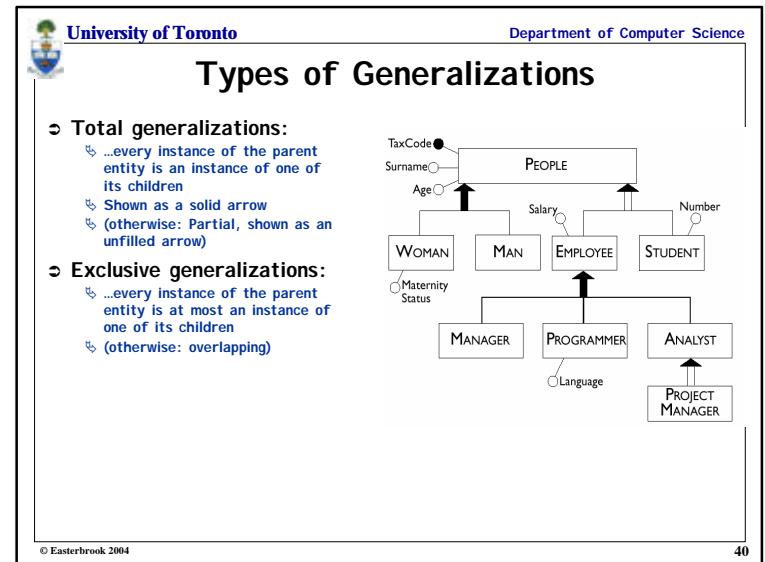 University of Toronto
Department of Computer Science
Types of Generalizations
➲ Total generalizations:
…every instance of the parent
entity is an instance of one of
its children
Shown as a solid arrow
(otherwise: Partial, shown as an
unfilled arrow)
➲ Exclusive generalizations:
…every instance of the parent
entity is at most an instance of
one of its children
(otherwise: overlapping)
TaxCode
Surname
Age
PEOPLE
Salary
Number
WOMAN
MAN
EMPLOYEE
STUDENT
Maternity
Status
MANAGER
PROGRAMMER
ANALYST
Language
PROJECT
MANAGER
© Easterbrook 2004
40